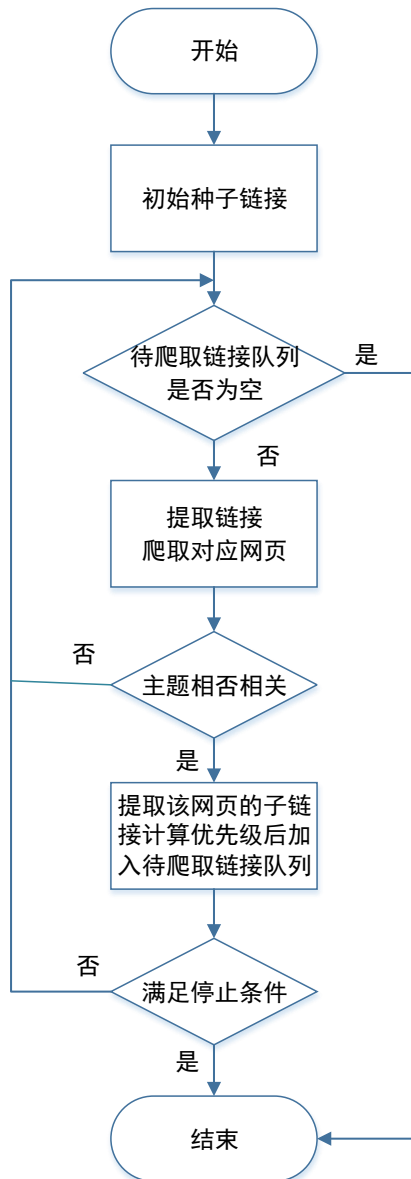 开始
初始种子链接
待爬取链接队列
是否为空
是
否
提取链接
爬取对应网页
否
主题相否相关
是
提取该网页的子链
接计算优先级后加
入待爬取链接队列
否
满足停止条件
是
结束